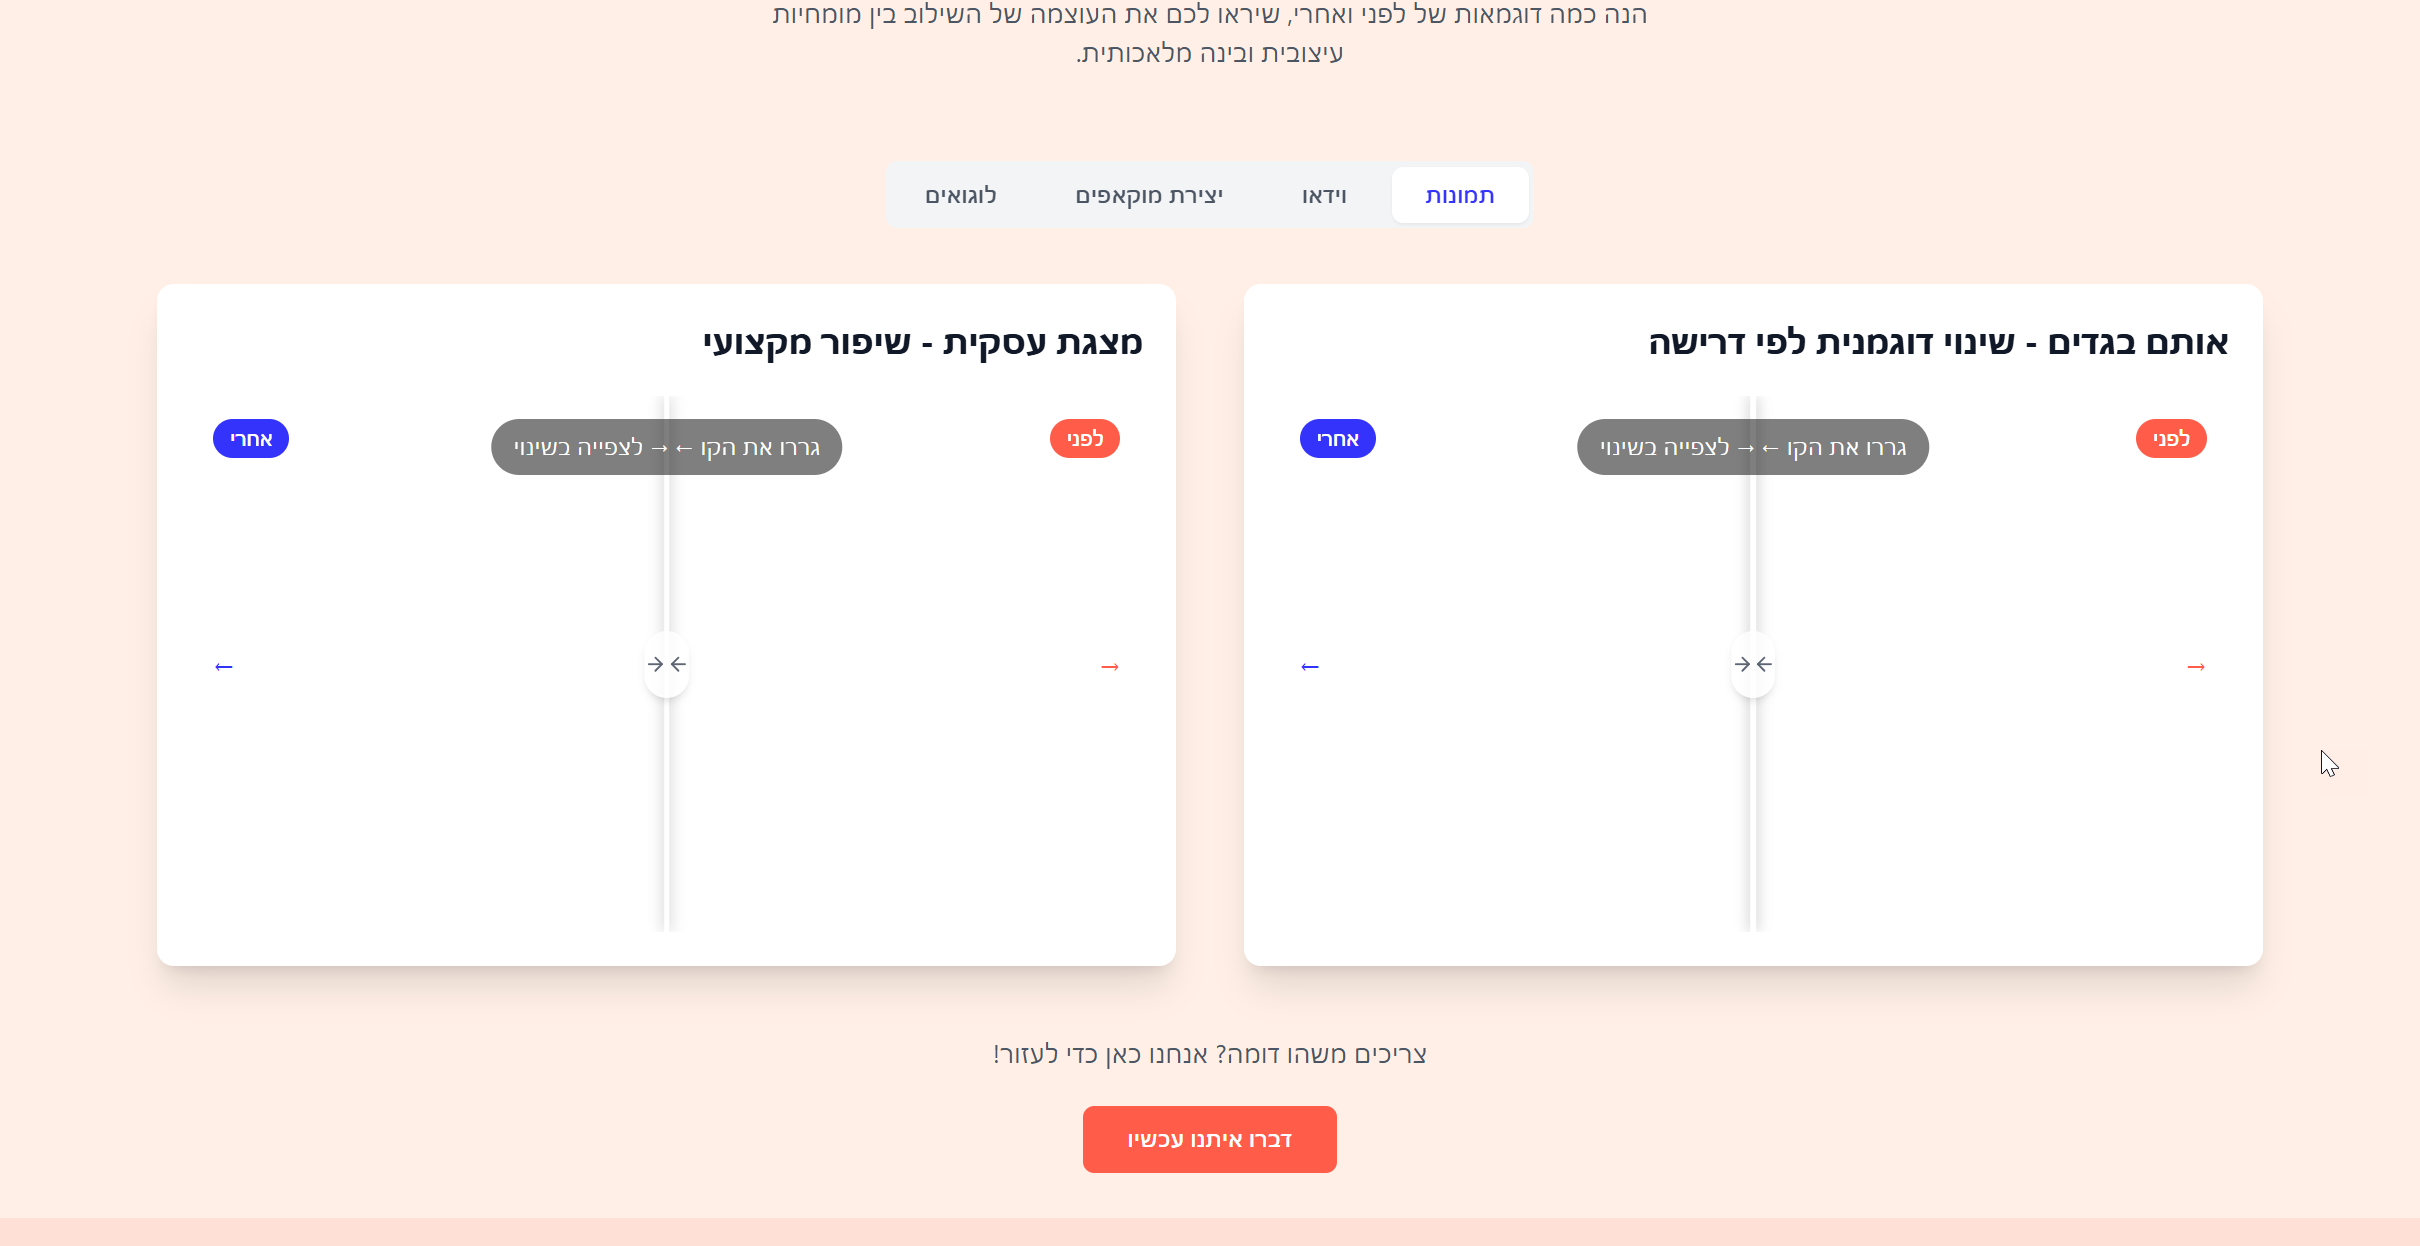 הנה כמה דוגמאות של לפני ואחרי, שיראו לכם את העוצמה של השילוב בין מומחיות
עיצובית ובינה מלאכותית.
תמונות
וידאו
יצירת מוקאפים
לוגואים
אותם בגדים - שינוי דוגמנית לפי דרישה
לפני
גררו את הקו ← → לצפייה בשינוי
אחרי
מצגת עסקית - שיפור מקצועי
לפני
גררו את הקו ← → לצפייה בשינוי
אחרי
צריכים משהו דומה? אנחנו כאן כדי לעזור!
דברו איתנו עכשיו